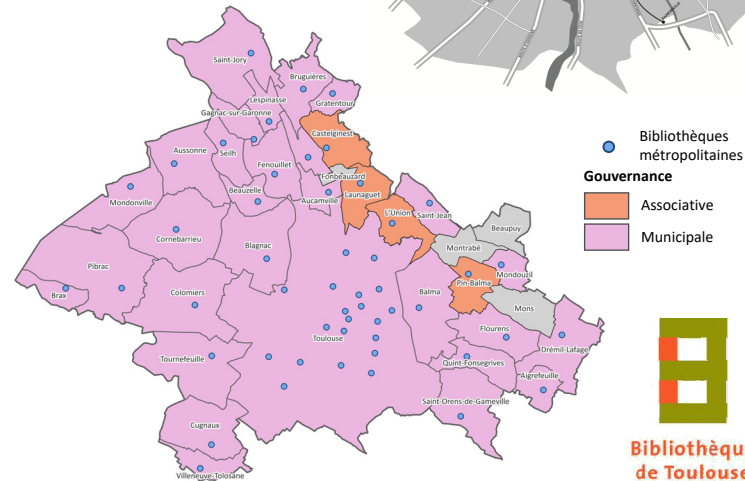 Saint-Jory
Bruguières
Lespinasse
Gratentour
Gagnac-sur-Garonne
Castelginest
Aussonne
Seilh
Fenouillet
Fonbeauzard
Launaguet
Mondonville
Beauzelle
Aucamville
L'Union
Saint-Jean
Beaupuy
Cornebarrieu
Blagnac
Montrabé
Mondouzil
Pibrac
Pin-Balma
Brax
Colomiers
Balma
Mons
Toulouse
Flourens
Drémil-Lafage
Tournefeuille
Quint-Fonsegrives
Aigrefeuille
Saint-Orens-de-Gameville
Cugnaux
Villeneuve-Tolosane
Bibliothèques
métropolitaines
Gouvernance
Associative
Municipale
Bibliothèqu
de Toulouse